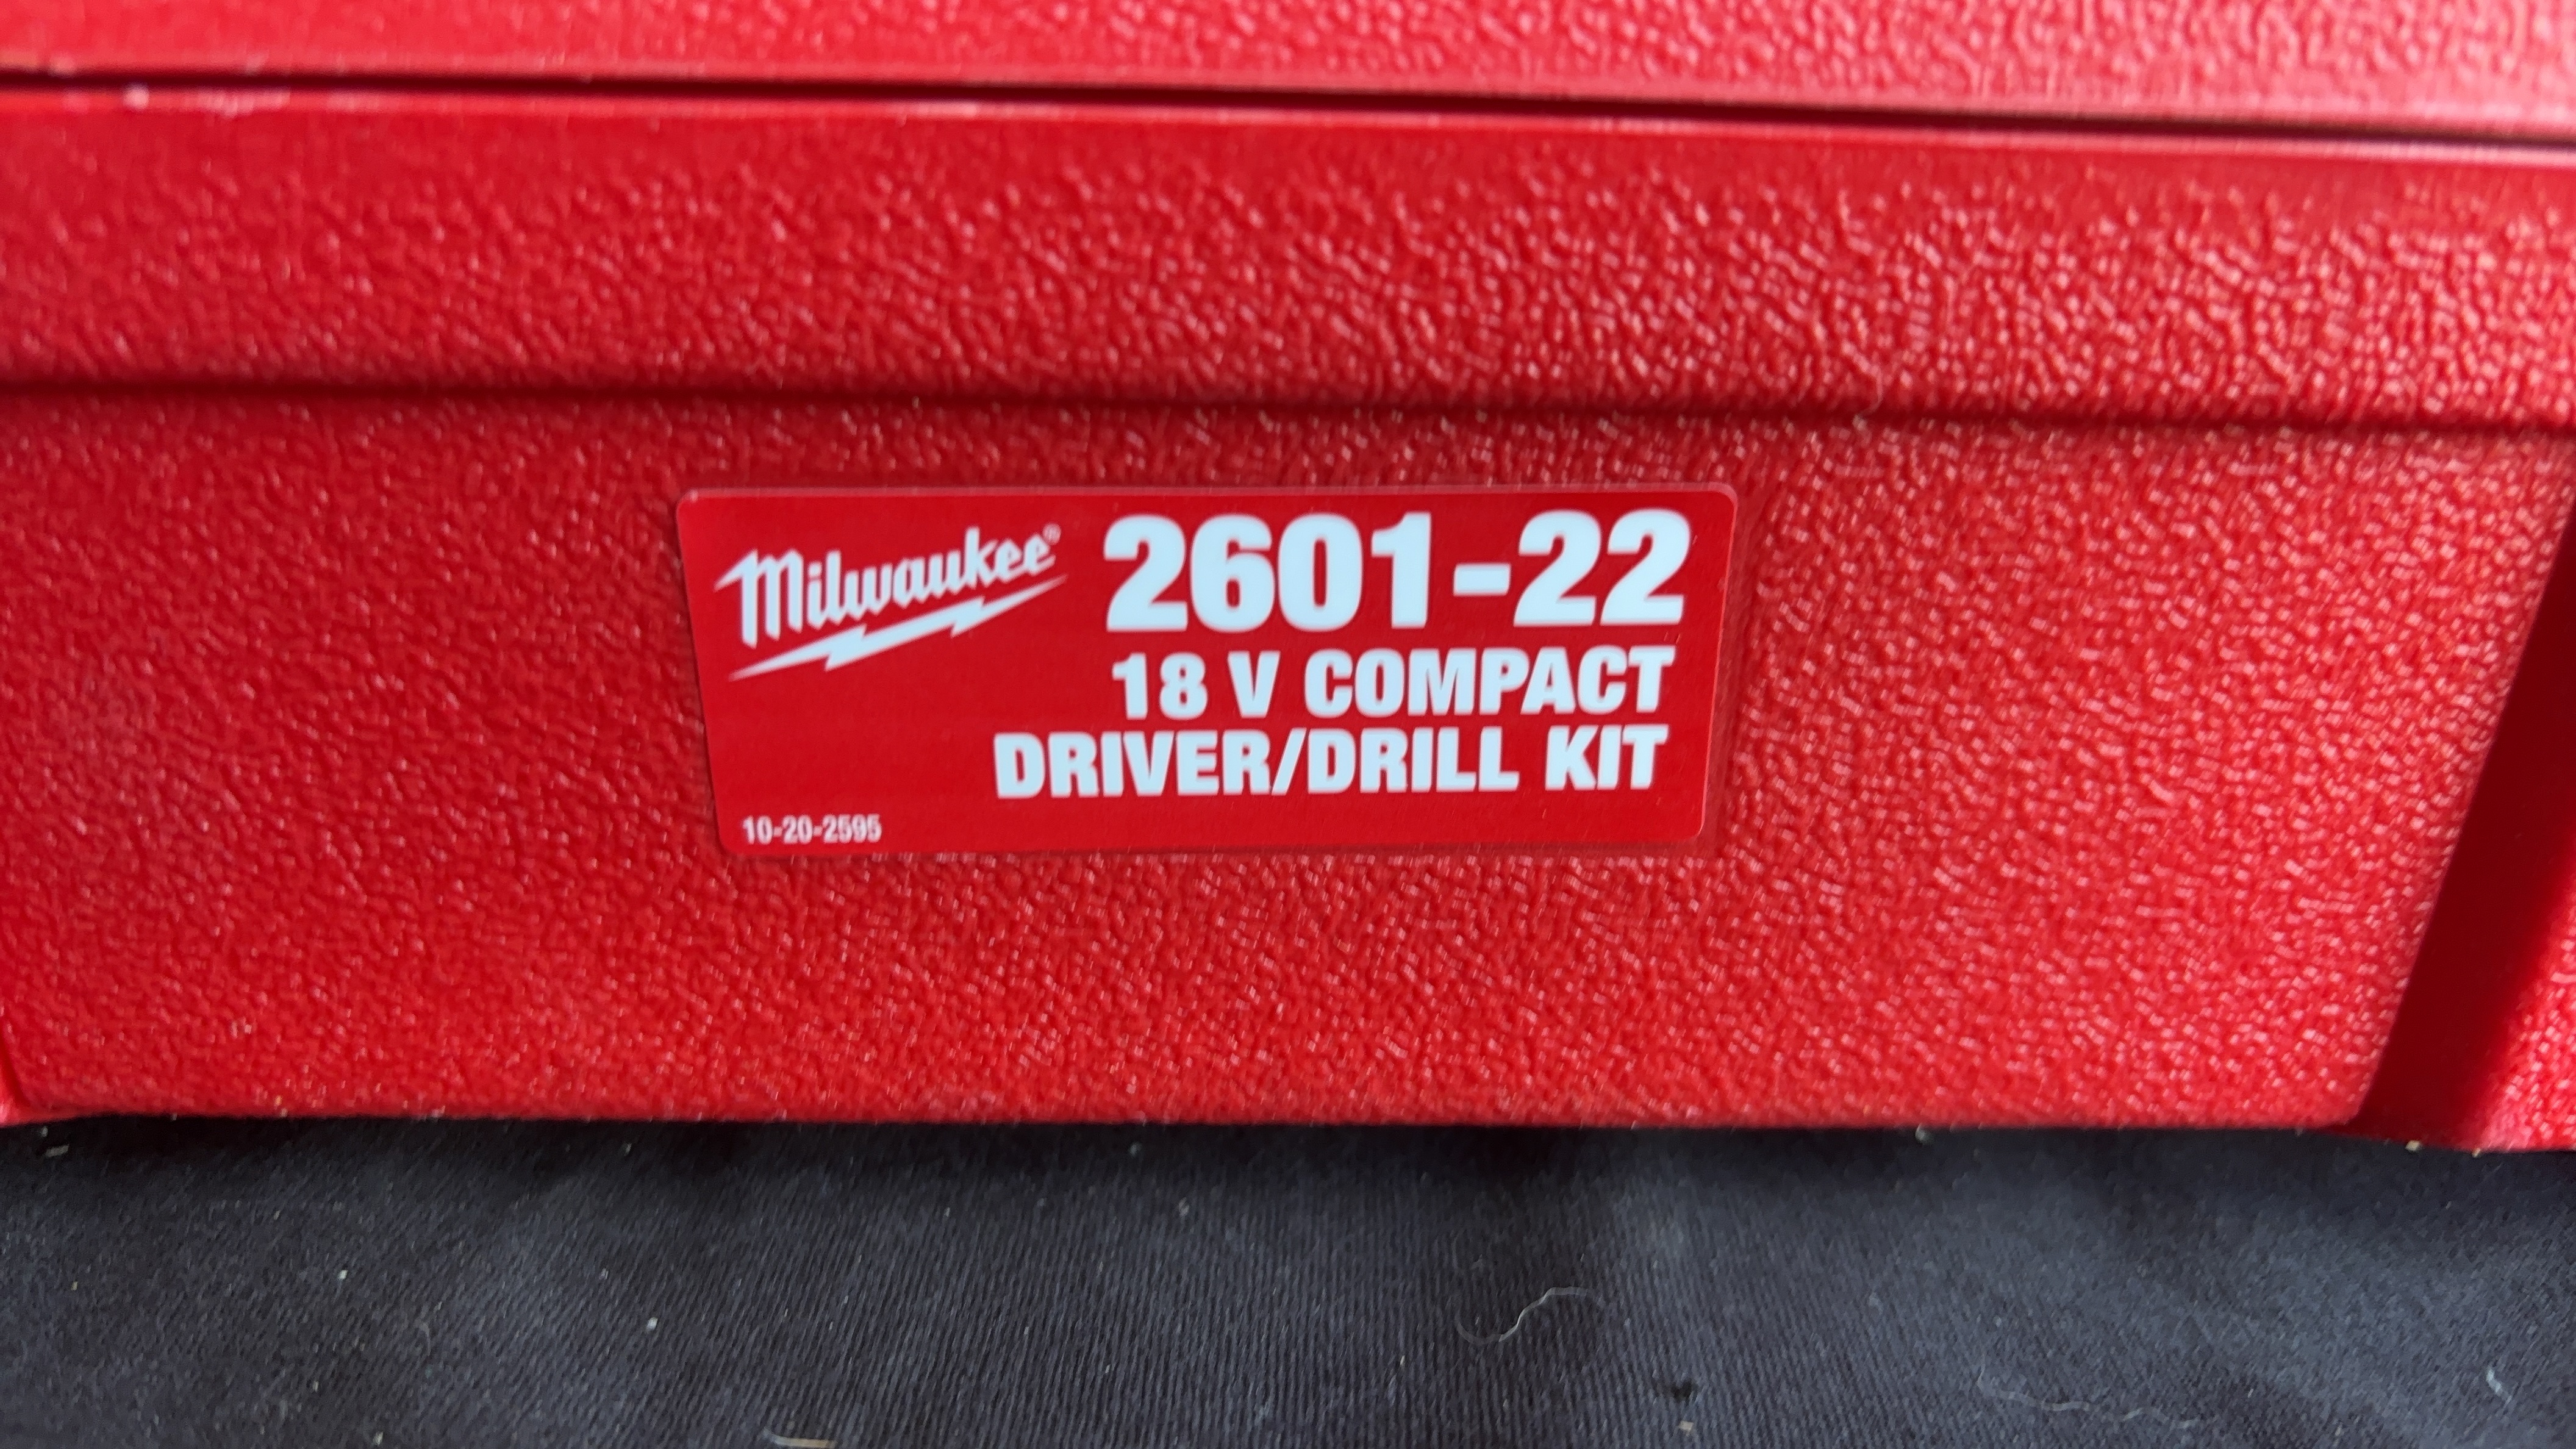 Milwaukee®
2601-22
18 V COMPACT
DRIVER/DRILL KIT
10-20-2595